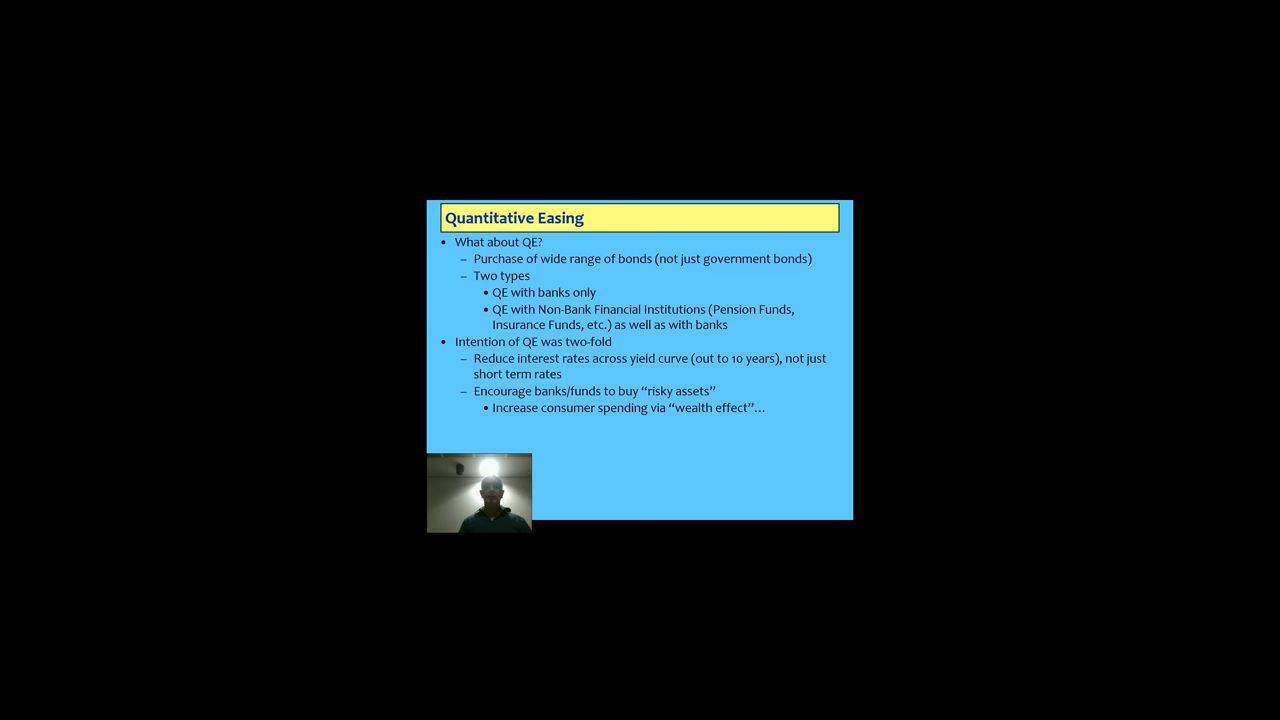 Quantitative Easing
• What about QE?
– Purchase of wide range of bonds (not just government bonds)
– Two types
• QE with banks only
• QE with Non-Bank Financial Institutions (Pension Funds,
Insurance Funds, etc.) as well as with banks
• Intention of QE was two-fold
– Reduce interest rates across yield curve (out to 10 years), not just
short term rates
– Encourage banks/funds to buy “risky assets”
• Increase consumer spending via “wealth effect”...